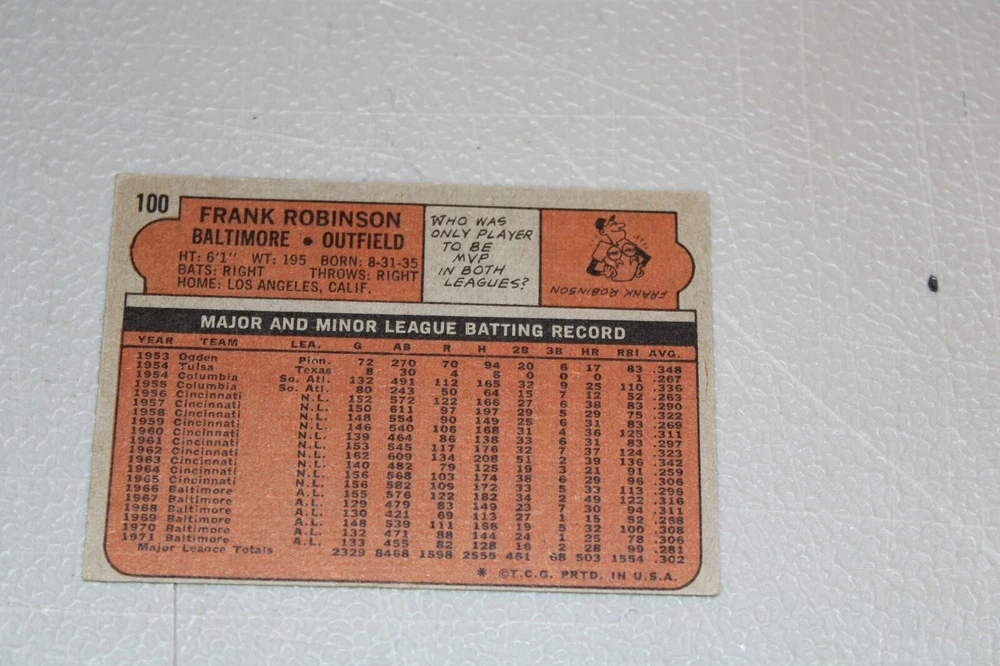 100
FRANK ROBINSON
BALTIMORE • OUTFIELD
HT: 6'1" WT: 195 BORN: 8-31-35
BATS: RIGHT THROWS: RIGHT
HOME: LOS ANGELES, CALIF.
WHO WAS
ONLY PLAYER
TO BE
MVP
IN BOTH
LEAGUES?
FRANK ROBINSON
MAJOR AND MINOR LEAGUE BATTING RECORD
YEAR TEAM LEA. G AB R H 2B 3B HR RBI AVG.
1953 Ogden Pion. 72 270 70 94 20 6 17 83 .348
1954 Tulsa Texas 8 30 4 8 0 0 0 1 .267
1954 Columbia So. Atl. 132 491 112 165 32 9 25 110 .336
1955 Columbia So. Atl. 80 243 50 64 15 7 12 52 .263
1956 Cincinnati N.L. 152 572 122 166 27 6 38 83 .290
1957 Cincinnati N.L. 150 611 97 197 29 5 29 75 .322
1958 Cincinnati N.L. 148 554 90 149 25 6 31 83 .269
1959 Cincinnati N.L. 146 540 106 168 31 4 36 125 .311
1960 Cincinnati N.L. 139 464 86 138 33 6 31 83 .297
1961 Cincinnati N.L. 153 545 117 176 32 7 37 124 .323
1962 Cincinnati N.L. 162 609 134 208 51 2 39 136 .342
1963 Cincinnati N.L. 140 482 79 125 19 3 21 91 .259
1964 Cincinnati N.L. 156 568 103 174 38 6 29 96 .306
1965 Cincinnati N.L. 156 582 109 172 33 5 33 113 .296
1966 Baltimore A.L. 155 576 122 182 34 2 49 122 .316
1967 Baltimore A.L. 129 479 83 149 23 7 30 94 .311
1968 Baltimore A.L. 130 421 69 113 27 1 15 52 .268
1969 Baltimore A.L. 148 539 111 166 19 5 32 100 .308
1970 Baltimore A.L. 132 471 88 144 24 1 25 78 .306
1971 Baltimore A.L. 133 455 82 128 16 2 28 99 .281
Major League Totals 2329 8468 1598 2555 461 68 503 1554 .302
* ©T.C.G. PRTD. IN U.S.A.